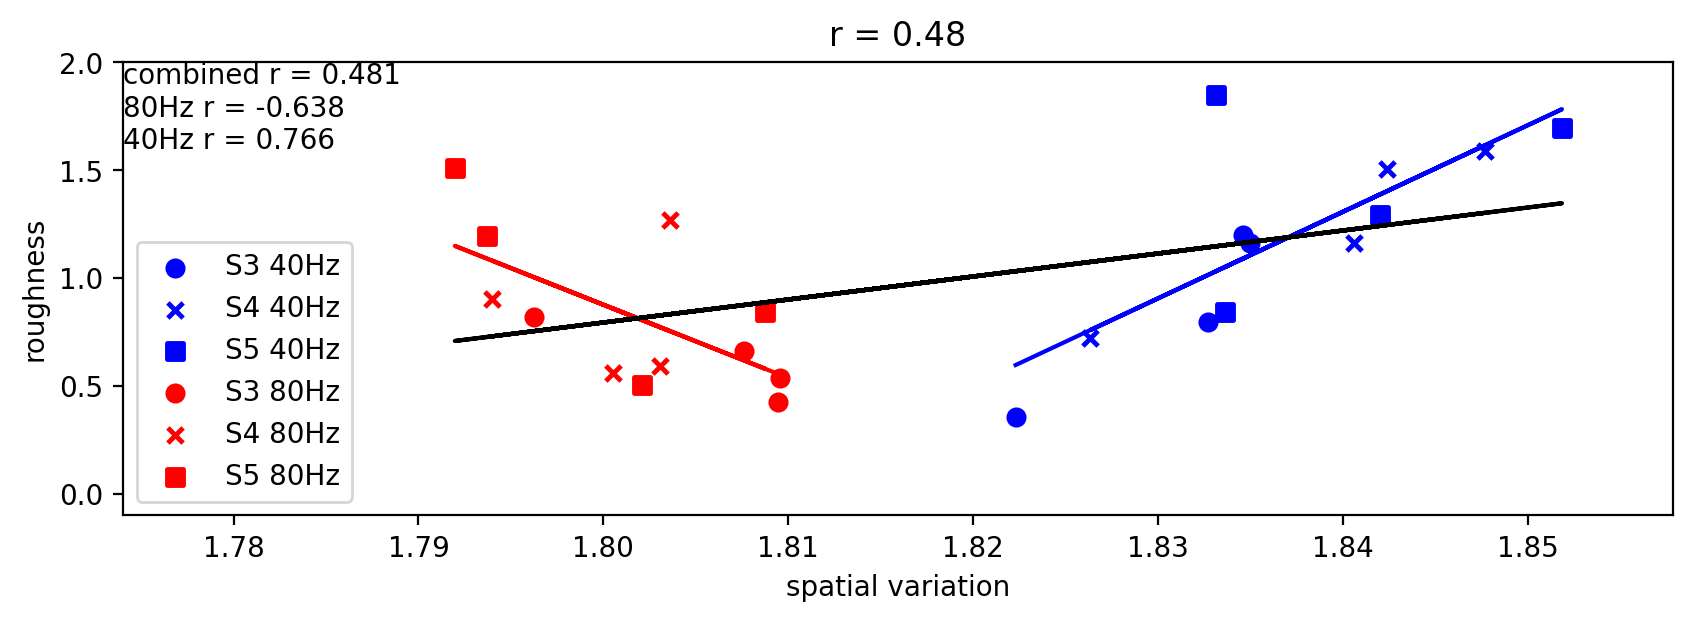 r = 0.48
combined r = 0.481
80Hz r = -0.638
40Hz r = 0.766
2.0
1.5
1.0
0.5
0.0
roughness
S3 40Hz
S4 40Hz
S5 40Hz
S3 80Hz
S4 80Hz
S5 80Hz
1.78 1.79 1.80 1.81 1.82 1.83 1.84 1.85
spatial variation